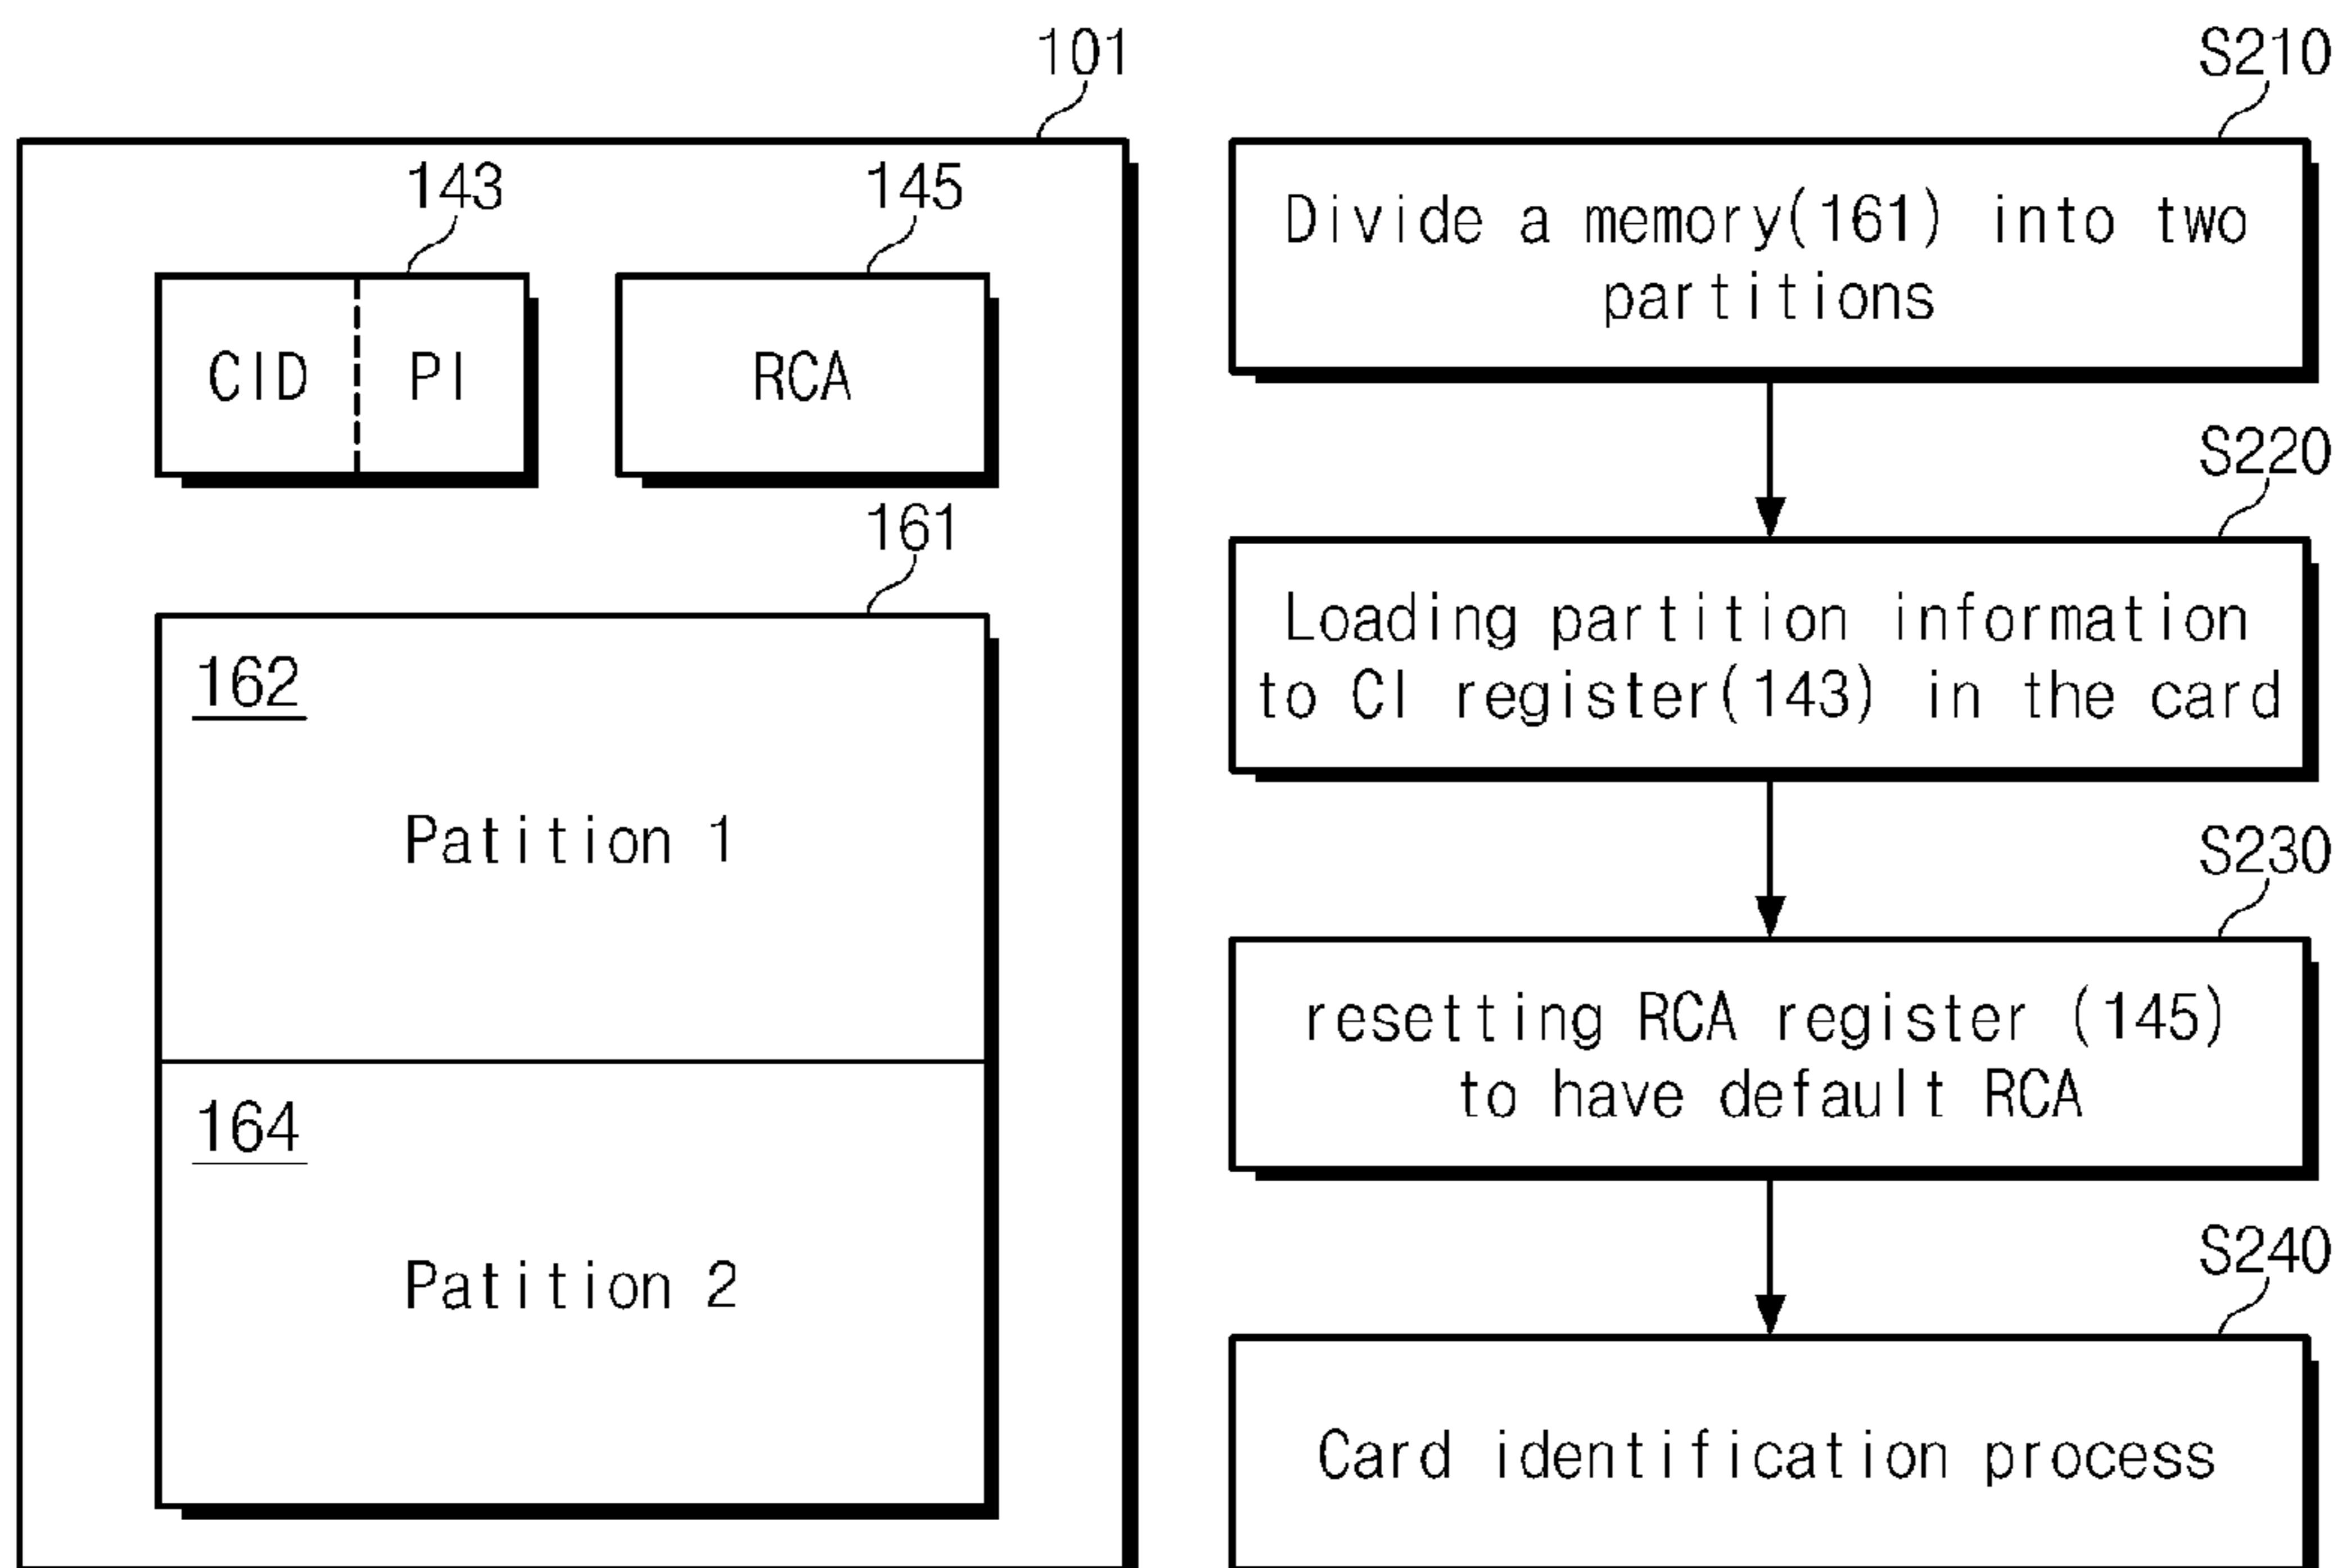 101
143
145
CID
PI
RCA
161
162
Patition 1
164
Patition 2
S210
Divide a memory(161) into two
partitions
S220
Loading partition information
to CI register(143) in the card
S230
resetting RCA register (145)
to have default RCA
S240
Card identification process